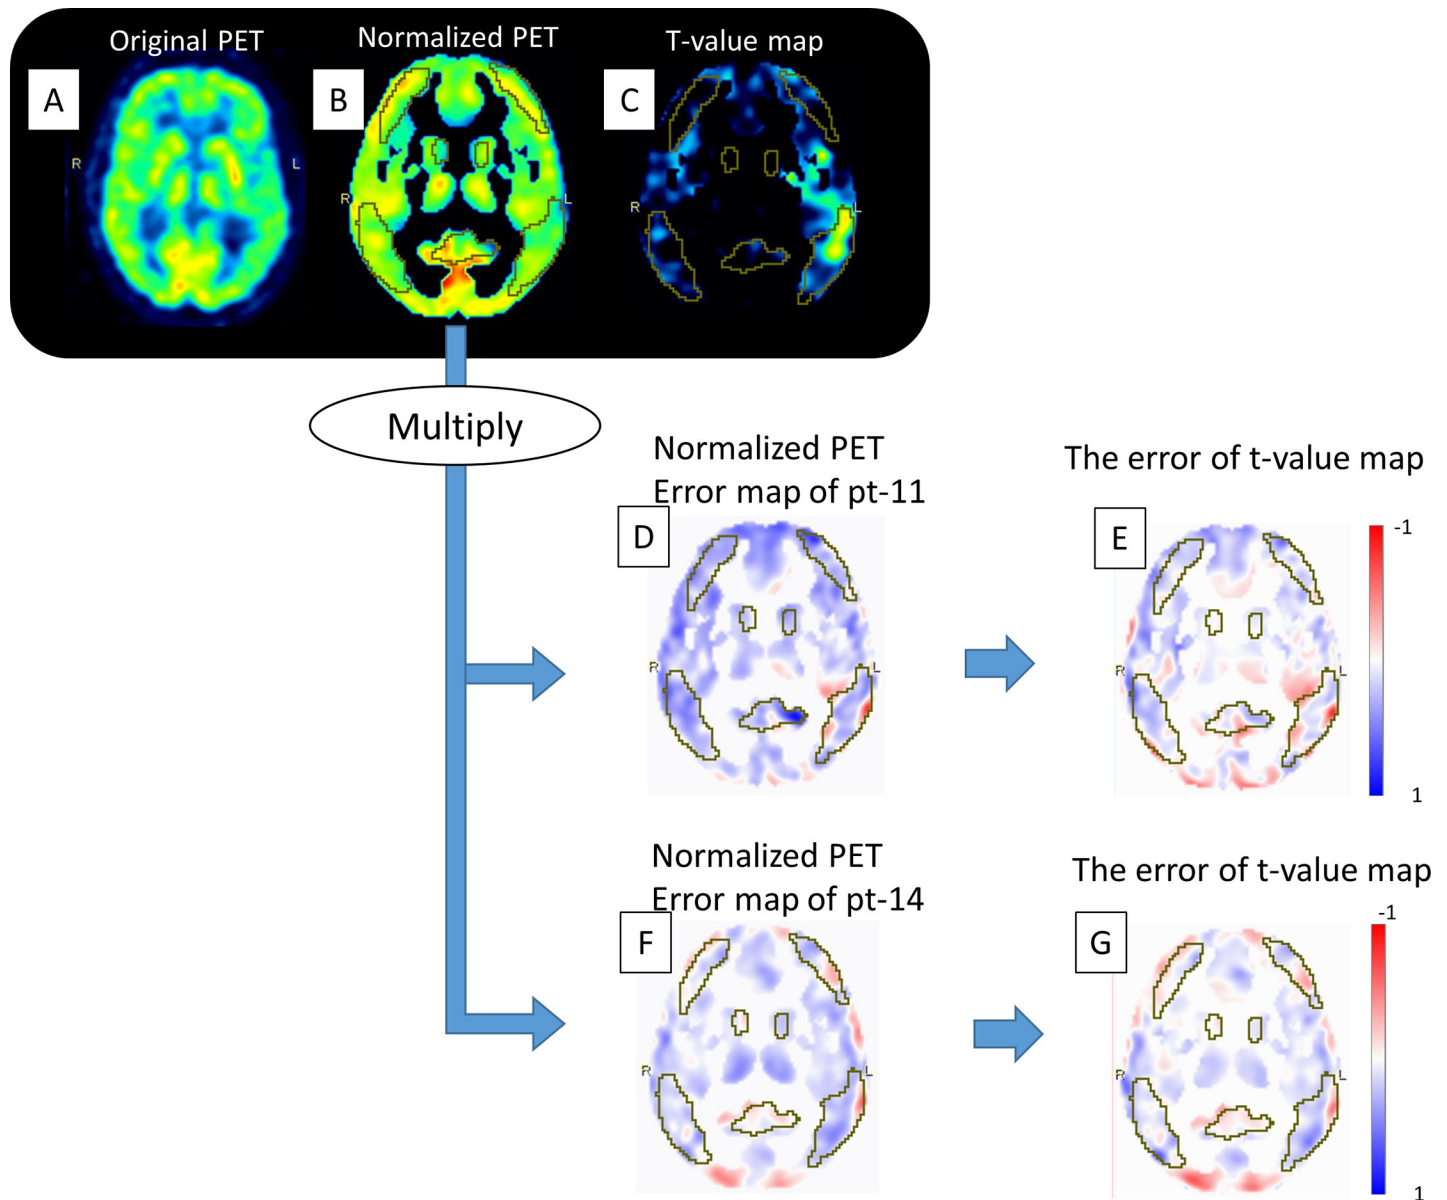 Original PET
Normalized PET
T-value map
A
B
C
R
L
R
L
R
L
Multiply
Normalized PET
Error map of pt-11
The error of t-value map
D
E
-1
R
L
R
L
1
Normalized PET
Error map of pt-14
The error of t-value map
-1
F
G
R
L
R
L
1